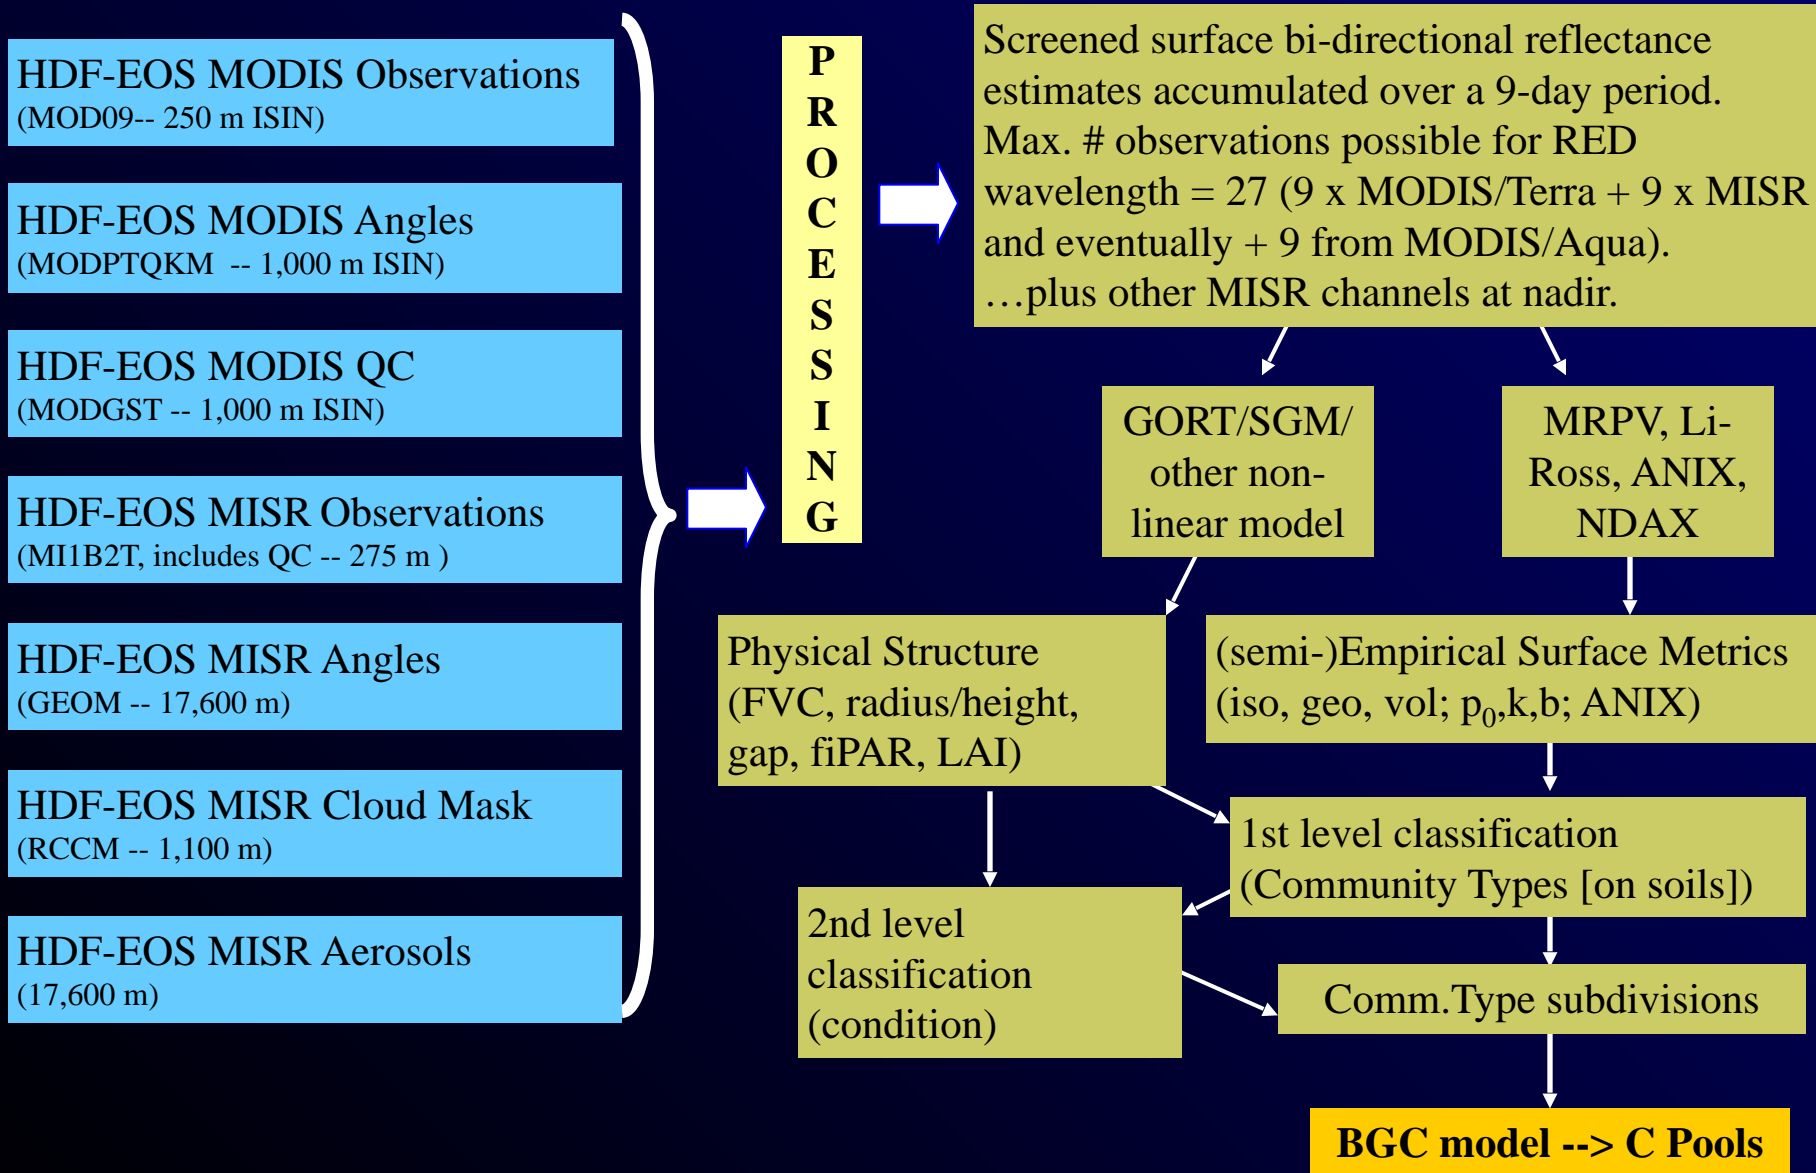 HDF-EOS MODIS Observations
(MOD09-- 250 m ISIN)
HDF-EOS MODIS Angles
(MODPTQKM -- 1,000 m ISIN)
HDF-EOS MODIS QC
(MODGST -- 1,000 m ISIN)
HDF-EOS MISR Observations
(MI1B2T, includes QC -- 275 m )
HDF-EOS MISR Angles
(GEOM -- 17,600 m)
HDF-EOS MISR Cloud Mask
(RCCM -- 1,100 m)
HDF-EOS MISR Aerosols
(17,600 m)
P
R
O
C
E
S
S
I
N
G
Screened surface bi-directional reflectance
estimates accumulated over a 9-day period.
Max. # observations possible for RED
wavelength = 27 (9 x MODIS/Terra + 9 x MISR
and eventually + 9 from MODIS/Aqua).
…plus other MISR channels at nadir.
GORT/SGM/
other non-
linear model
MRPV, Li-
Ross, ANIX,
NDAX
Physical Structure
(FVC, radius/height,
gap, fiPAR, LAI)
(semi-)Empirical Surface Metrics
(iso, geo, vol; p0,k,b; ANIX)
1st level classification
(Community Types [on soils])
2nd level
classification
(condition)
Comm.Type subdivisions
BGC model --> C Pools